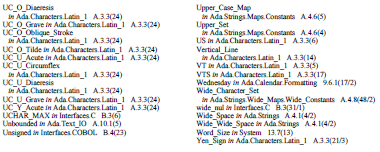 UC_O_Diaeresis
in Ada.Characters.Latin_1 A.3.3(24)
UC_O_Grave in Ada.Characters.Latin_1 A.3.3(24)
UC_O_Oblique_Stroke
in Ada.Characters.Latin_1 A.3.3(24)
UC_O_Tilde in Ada.Characters.Latin_1 A.3.3(24)
UC_U_Acute in Ada.Characters.Latin_1 A.3.3(24)
UC_U_Circumflex
in Ada.Characters.Latin_1 A.3.3(24)
UC_U_Diaeresis
in Ada.Characters.Latin_1 A.3.3(24)
UC_U_Grave in Ada.Characters.Latin_1 A.3.3(24)
UC_Y_Acute in Ada.Characters.Latin_1 A.3.3(24)
UCHAR_MAX in Interfaces.C B.3(6)
Unbounded in Ada.Text_IO A.10.1(5)
Unsigned in Interfaces.COBOL B.4(23)
Upper_Case_Map
in Ada.Strings.Maps.Constants A.4.6(5)
Upper_Set
in Ada.Strings.Maps.Constants A.4.6(4)
US in Ada.Characters.Latin_1 A.3.3(6)
Vertical_Line
in Ada.Characters.Latin_1 A.3.3(14)
VT in Ada.Characters.Latin_1 A.3.3(5)
VTS in Ada.Characters.Latin_1 A.3.3(17)
Wednesday in Ada.Calendar.Formatting 9.6.1(17/2)
Wide_Character_Set
in Ada.Strings.Wide_Maps.Wide_Constants A.4.8(48/2)
wide_nul in Interfaces.C B.3(31/1)
Wide_Space in Ada.Strings A.4.1(4/2)
Wide_Wide_Space in Ada.Strings A.4.1(4/2)
Word_Size in System 13.7(13)
Yen_Sign in Ada.Characters.Latin_1 A.3.3(21/3)